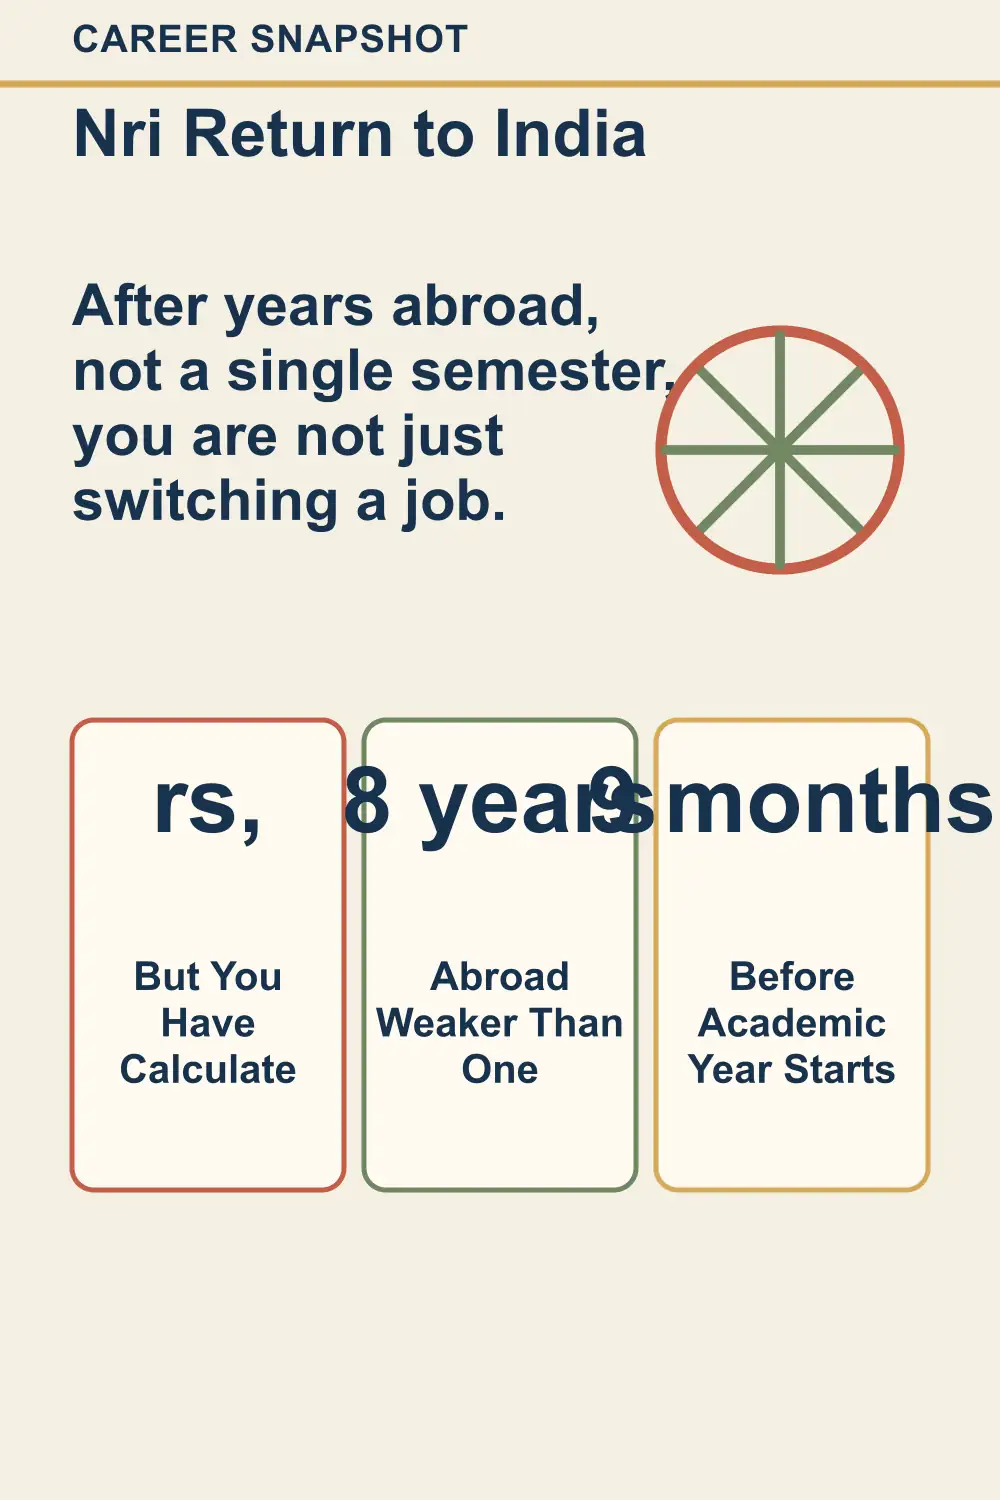 CAREER SNAPSHOT
Nri Return to India
After years abroad,
not a single semester,
you are not just
switching a job.
rs,
8 years
9 months
But You
Have
Calculate
Abroad
Weaker Than
One
Before
Academic
Year Starts